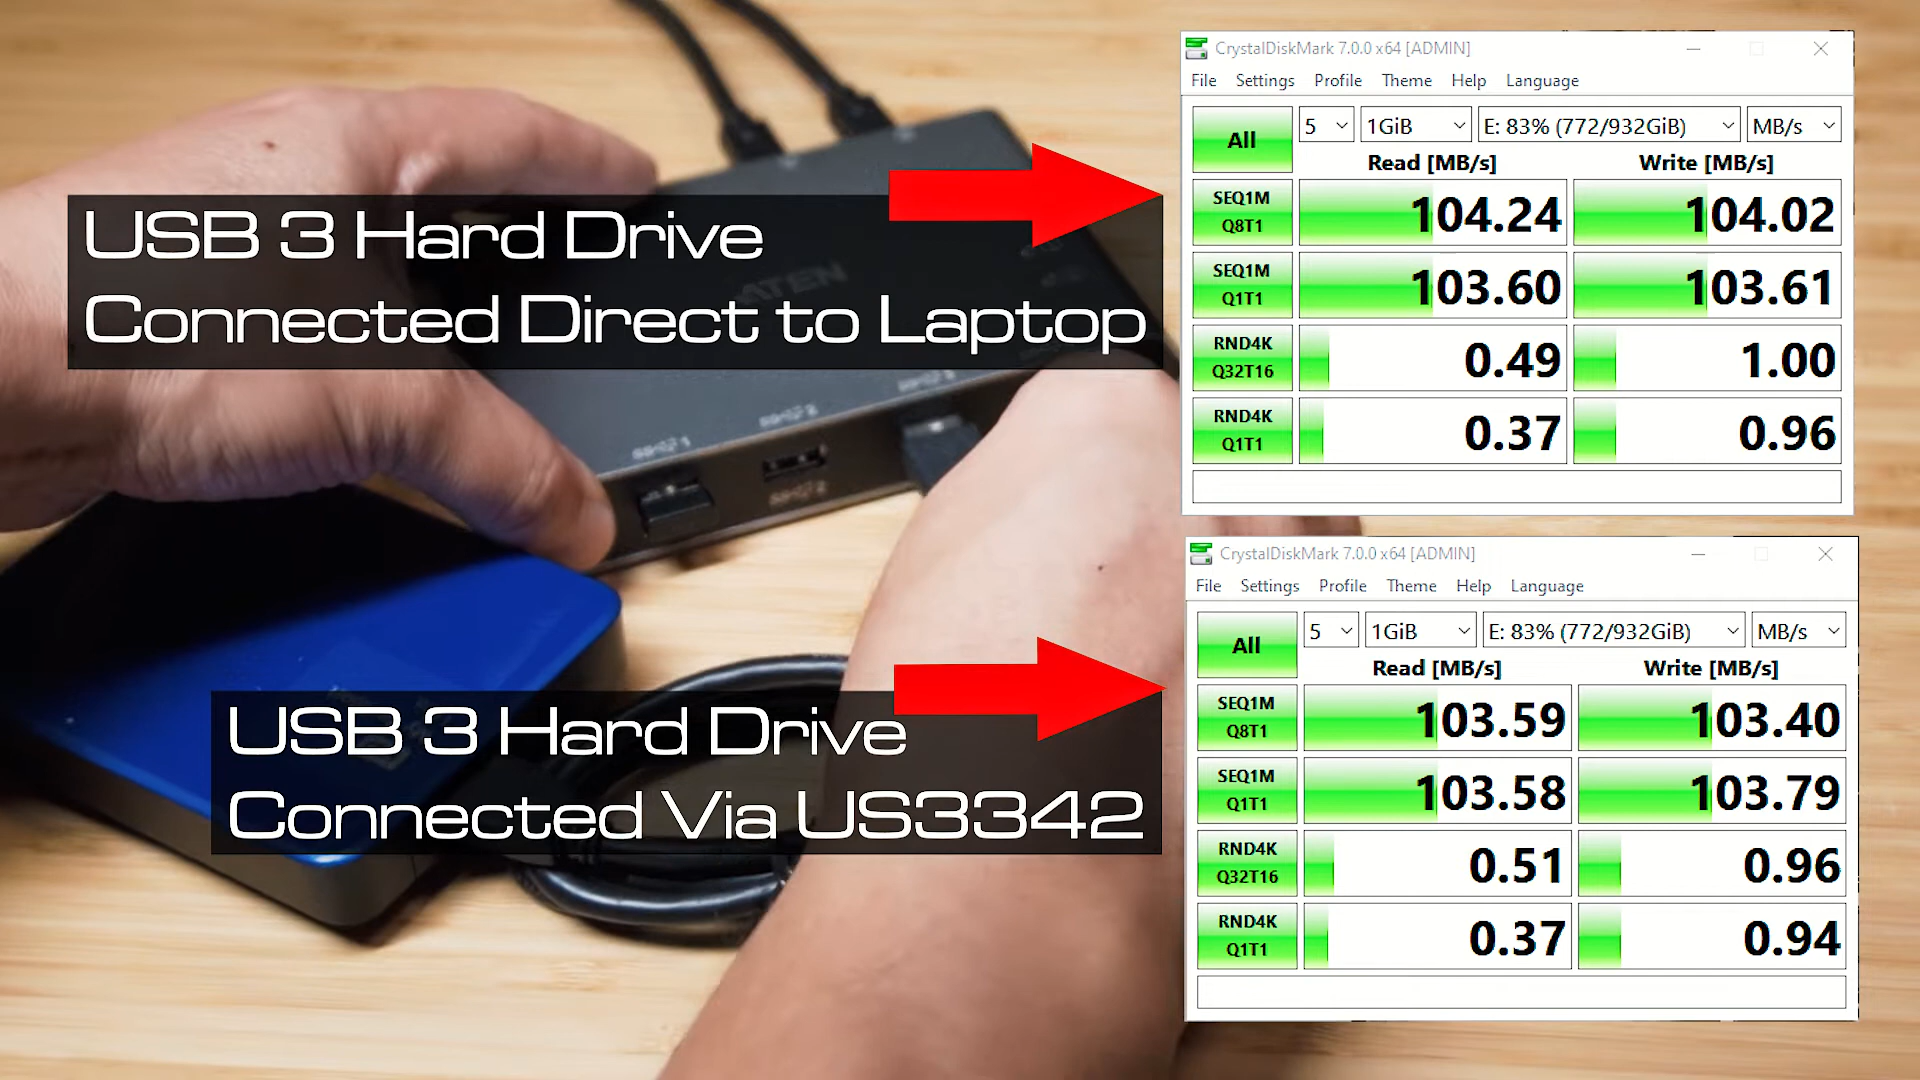 USB 3 Hard Drive
Connected Direct to Laptop
CrystalDiskMark 7.0.0 x64 [ADMIN]
File Settings Profile Theme Help Language
All 5 1GiB E: 83% (772/932GiB) MB/s
Read [MB/s] Write [MB/s]
SEQ1M
Q8T1 104.24 104.02
SEQ1M
Q1T1 103.60 103.61
RND4K
Q32T16 0.49 1.00
RND4K
Q1T1 0.37 0.96
USB 3 Hard Drive
Connected Via US3342
CrystalDiskMark 7.0.0 x64 [ADMIN]
File Settings Profile Theme Help Language
All 5 1GiB E: 83% (772/932GiB) MB/s
Read [MB/s] Write [MB/s]
SEQ1M
Q8T1 103.59 103.40
SEQ1M
Q1T1 103.58 103.79
RND4K
Q32T16 0.51 0.96
RND4K
Q1T1 0.37 0.94
ATEN